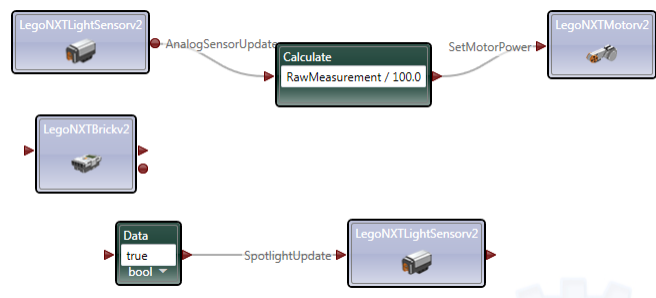 LegoNXTLightSensorv2
AnalogSensorUpdate
Calculate
RawMeasurement / 100.0
SetMotorPower
LegoNXTMotorv2
LegoNXTBrickv2
Data
true
bool
SpotlightUpdate
LegoNXTLightSensorv2